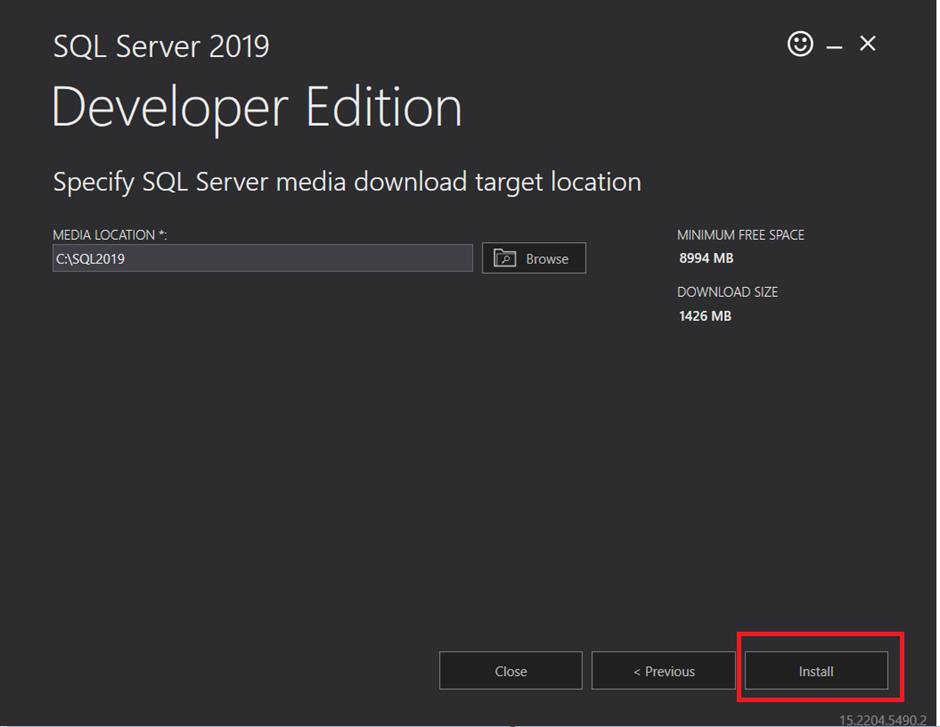 SQL Server 2019
Developer Edition
Specify SQL Server media download target location
MEDIA LOCATION *:
C:\SQL2019
Browse
MINIMUM FREE SPACE
8994 MB
DOWNLOAD SIZE
1426 MB
Close
< Previous
Install
15.2204.5490.2